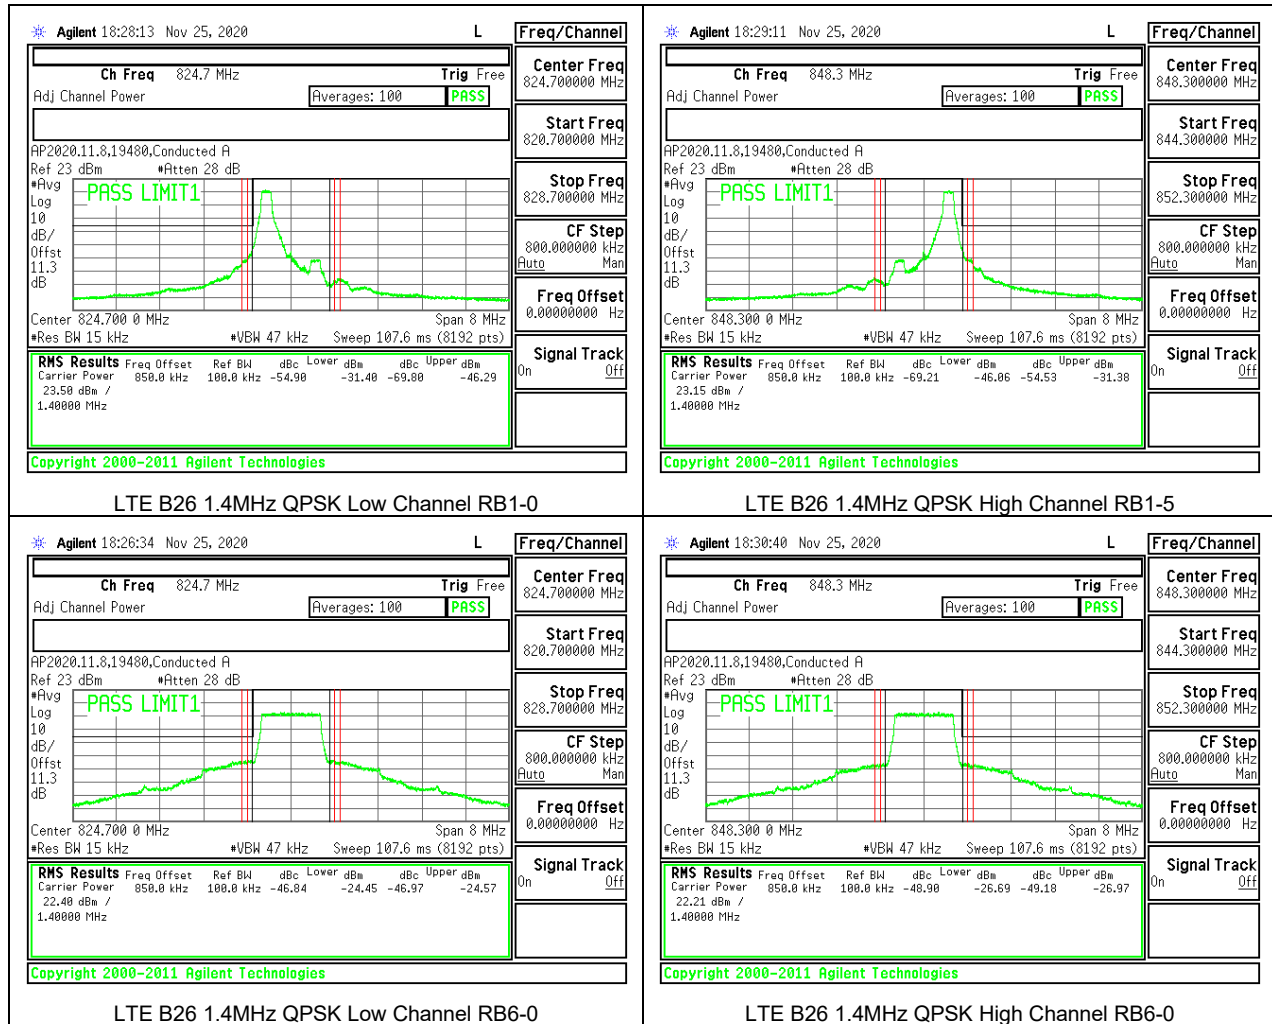 Agilent 18:28:13 Nov 25, 2020 L
Freq/Channel
Ch Freq 824.7 MHz Trig Free
Adj Channel Power Averages: 100 PASS
Center Freq
824.700000 MHz
Start Freq
820.700000 MHz
AP2020.11.8,19480,Conducted A
Ref 23 dBm #Atten 28 dB
#Avg
Log
10
dB/
Offst
11.3
dB
PASS LIMIT1
Stop Freq
828.700000 MHz
CF Step
800.000000 kHz
Auto Man
Freq Offset
0.00000000 Hz
Center 824.700 0 MHz Span 8 MHz
#Res BW 15 kHz #VBW 47 kHz Sweep 107.6 ms (8192 pts)
Signal Track
On Off
RMS Results Freq Offset Ref BW dBc Lower dBm dBc Upper dBm
Carrier Power 850.0 kHz 100.0 kHz -54.90 -31.40 -69.80 -46.29
23.50 dBm /
1.40000 MHz
Copyright 2000-2011 Agilent Technologies
LTE B26 1.4MHz QPSK Low Channel RB1-0
Agilent 18:29:11 Nov 25, 2020 L
Freq/Channel
Ch Freq 848.3 MHz Trig Free
Adj Channel Power Averages: 100 PASS
Center Freq
848.300000 MHz
Start Freq
844.300000 MHz
AP2020.11.8,19480,Conducted A
Ref 23 dBm #Atten 28 dB
#Avg
Log
10
dB/
Offst
11.3
dB
PASS LIMIT1
Stop Freq
852.300000 MHz
CF Step
800.000000 kHz
Auto Man
Freq Offset
0.00000000 Hz
Center 848.300 0 MHz Span 8 MHz
#Res BW 15 kHz #VBW 47 kHz Sweep 107.6 ms (8192 pts)
Signal Track
On Off
RMS Results Freq Offset Ref BW dBc Lower dBm dBc Upper dBm
Carrier Power 850.0 kHz 100.0 kHz -69.21 -46.06 -54.53 -31.38
23.15 dBm /
1.40000 MHz
Copyright 2000-2011 Agilent Technologies
LTE B26 1.4MHz QPSK High Channel RB1-5
Agilent 18:26:34 Nov 25, 2020 L
Freq/Channel
Ch Freq 824.7 MHz Trig Free
Adj Channel Power Averages: 100 PASS
Center Freq
824.700000 MHz
Start Freq
820.700000 MHz
AP2020.11.8,19480,Conducted A
Ref 23 dBm #Atten 28 dB
#Avg
Log
10
dB/
Offst
11.3
dB
PASS LIMIT1
Stop Freq
828.700000 MHz
CF Step
800.000000 kHz
Auto Man
Freq Offset
0.00000000 Hz
Center 824.700 0 MHz Span 8 MHz
#Res BW 15 kHz #VBW 47 kHz Sweep 107.6 ms (8192 pts)
Signal Track
On Off
RMS Results Freq Offset Ref BW dBc Lower dBm dBc Upper dBm
Carrier Power 850.0 kHz 100.0 kHz -46.84 -24.45 -46.97 -24.57
22.40 dBm /
1.40000 MHz
Copyright 2000-2011 Agilent Technologies
LTE B26 1.4MHz QPSK Low Channel RB6-0
Agilent 18:30:40 Nov 25, 2020 L
Freq/Channel
Ch Freq 848.3 MHz Trig Free
Adj Channel Power Averages: 100 PASS
Center Freq
848.300000 MHz
Start Freq
844.300000 MHz
AP2020.11.8,19480,Conducted A
Ref 23 dBm #Atten 28 dB
#Avg
Log
10
dB/
Offst
11.3
dB
PASS LIMIT1
Stop Freq
852.300000 MHz
CF Step
800.000000 kHz
Auto Man
Freq Offset
0.00000000 Hz
Center 848.300 0 MHz Span 8 MHz
#Res BW 15 kHz #VBW 47 kHz Sweep 107.6 ms (8192 pts)
Signal Track
On Off
RMS Results Freq Offset Ref BW dBc Lower dBm dBc Upper dBm
Carrier Power 850.0 kHz 100.0 kHz -48.90 -26.69 -49.18 -26.97
22.21 dBm /
1.40000 MHz
Copyright 2000-2011 Agilent Technologies
LTE B26 1.4MHz QPSK High Channel RB6-0